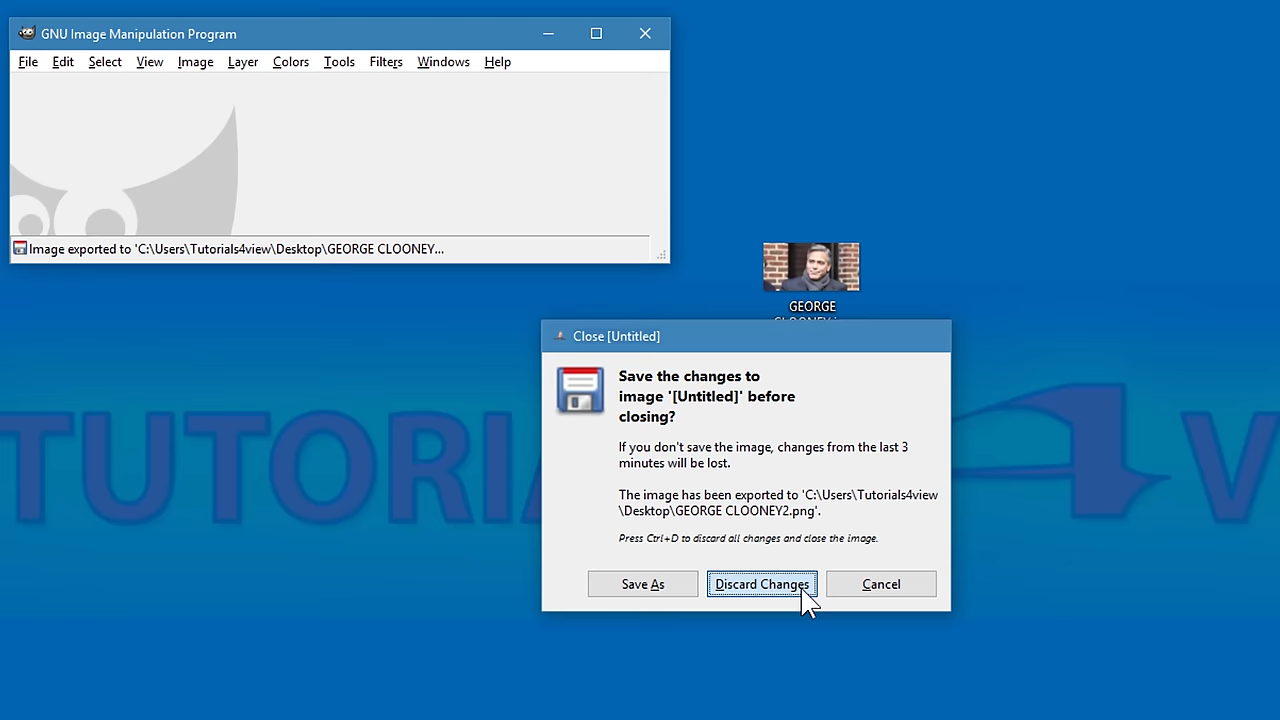 GNU Image Manipulation Program
File Edit Select View Image Layer Colors Tools Filters Windows Help
Image exported to 'C:\Users\Tutorials4view\Desktop\GEORGE CLOONEY...
GEORGE
Close [Untitled]
Save the changes to
image '[Untitled]' before
closing?
If you don't save the image, changes from the last 3
minutes will be lost.
The image has been exported to 'C:\Users\Tutorials4view
\Desktop\GEORGE CLOONEY2.png'.
Press Ctrl+D to discard all changes and close the image.
Save As Discard Changes Cancel
TUTORI 4 V